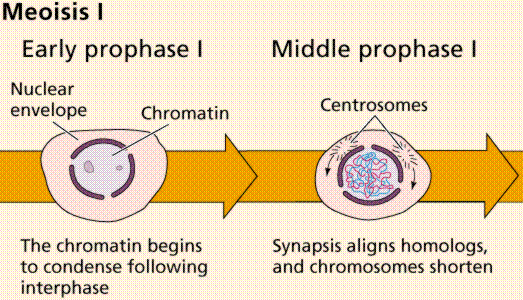 Meoisis I
Early prophase I
Middle prophase I
Nuclear
envelope
Chromatin
Centrosomes
The chromatin begins
to condense following
interphase
Synapsis aligns homologs,
and chromosomes shorten